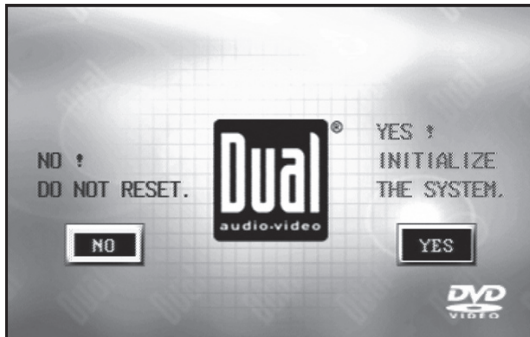 NO !
DO NOT RESET.
NO
Dual®
audio·video
YES !
INITIALIZE
THE SYSTEM.
YES
DVD
VIDEO